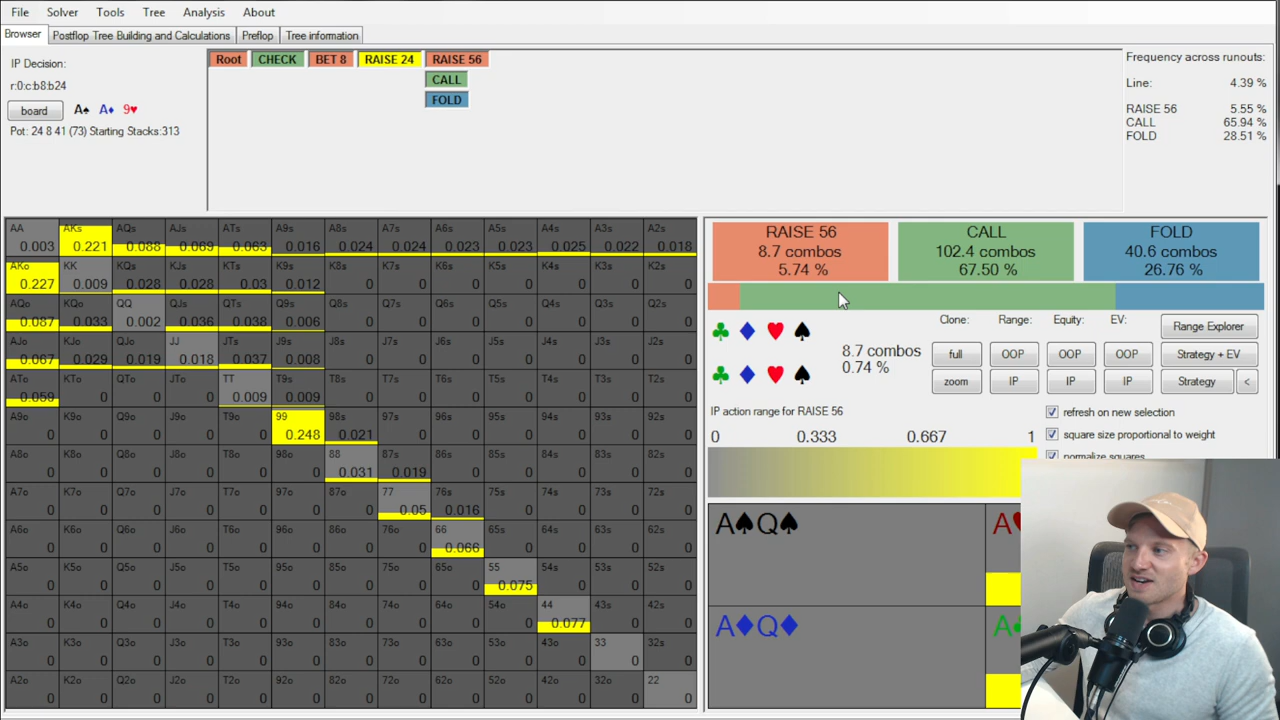 File Solver Tools Tree Analysis About
Browser Postflop Tree Building and Calculations Preflop Tree information
IP Decision:
r:0:c:b8:b24
board A♠ A♦ 9♥
Pot: 24 8 41 (73) Starting Stacks:313
Root CHECK BET 8 RAISE 24 RAISE 56
CALL
FOLD
Frequency across runouts:
Line: 4.39 %
RAISE 56 5.55 %
CALL 65.94 %
FOLD 28.51 %
AA AKs AQs AJs ATs A9s A8s A7s A6s A5s A4s A3s A2s
0.003 0.221 0.088 0.069 0.063 0.016 0.024 0.024 0.023 0.023 0.025 0.022 0.018
AKo KK KQs KJs KTs K9s K8s K7s K6s K5s K4s K3s K2s
0.227 0.009 0.028 0.028 0.03 0.012 0 0 0 0 0 0 0
AQo KQo QQ QJs QTs Q9s Q8s Q7s Q6s Q5s Q4s Q3s Q2s
0.087 0.033 0.002 0.036 0.038 0.006 0 0 0 0 0 0 0
AJo KJo QJo JJ JTs J9s J8s J7s J6s J5s J4s J3s J2s
0.067 0.029 0.019 0.018 0.037 0.008 0 0 0 0 0 0 0
ATo KTo QTo JTo TT T9s T8s T7s T6s T5s T4s T3s T2s
0.059 0 0 0 0.009 0.009 0 0 0 0 0 0 0
A9o K9o Q9o J9o T9o 99 98s 97s 96s 95s 94s 93s 92s
0 0 0 0 0 0.248 0.021 0 0 0 0 0 0
A8o K8o Q8o J8o T8o 98o 88 87s 86s 85s 84s 83s 82s
0 0 0 0 0 0 0.031 0.019 0 0 0 0 0
A7o K7o Q7o J7o T7o 97o 87o 77 76s 75s 74s 73s 72s
0 0 0 0 0 0 0 0.05 0.016 0 0 0 0
A6o K6o Q6o J6o T6o 96o 86o 76o 66 65s 64s 63s 62s
0 0 0 0 0 0 0 0 0.066 0 0 0 0
A5o K5o Q5o J5o T5o 95o 85o 75o 65o 55 54s 53s 52s
0 0 0 0 0 0 0 0 0 0.075 0 0 0
A4o K4o Q4o J4o T4o 94o 84o 74o 64o 54o 44 43s 42s
0 0 0 0 0 0 0 0 0 0 0.077 0 0
A3o K3o Q3o J3o T3o 93o 83o 73o 63o 53o 43o 33 32s
0 0 0 0 0 0 0 0 0 0 0 0 0
A2o K2o Q2o J2o T2o 92o 82o 72o 62o 52o 42o 32o 22
0 0 0 0 0 0 0 0 0 0 0 0 0
RAISE 56 CALL FOLD
8.7 combos 102.4 combos 40.6 combos
5.74 % 67.50 % 26.76 %
♣ ♦ ♥ ♠
♣ ♦ ♥ ♠
8.7 combos
0.74 %
Clone: Range: Equity: EV:
full OOP OOP OOP
zoom IP IP IP
Range Explorer
Strategy + EV
Strategy <
IP action range for RAISE 56
0 0.333 0.667 1
refresh on new selection
square size proportional to weight
normalize squares
A♠Q♠ A♥
A♦Q♦ A♣